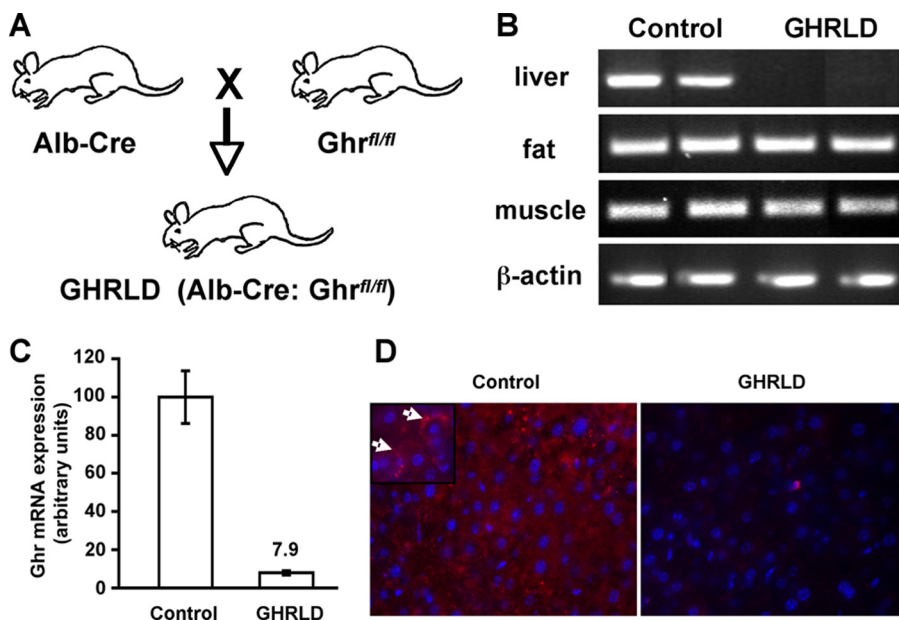 A
X
Alb-Cre
Ghrfl/fl
GHRLD (Alb-Cre: Ghrfl/fl)
B
Control GHRLD
liver
fat
muscle
β-actin
C
Ghr mRNA expression
(arbitrary units)
120
100
80
60
40
20
0
7.9
Control GHRLD
D
Control GHRLD